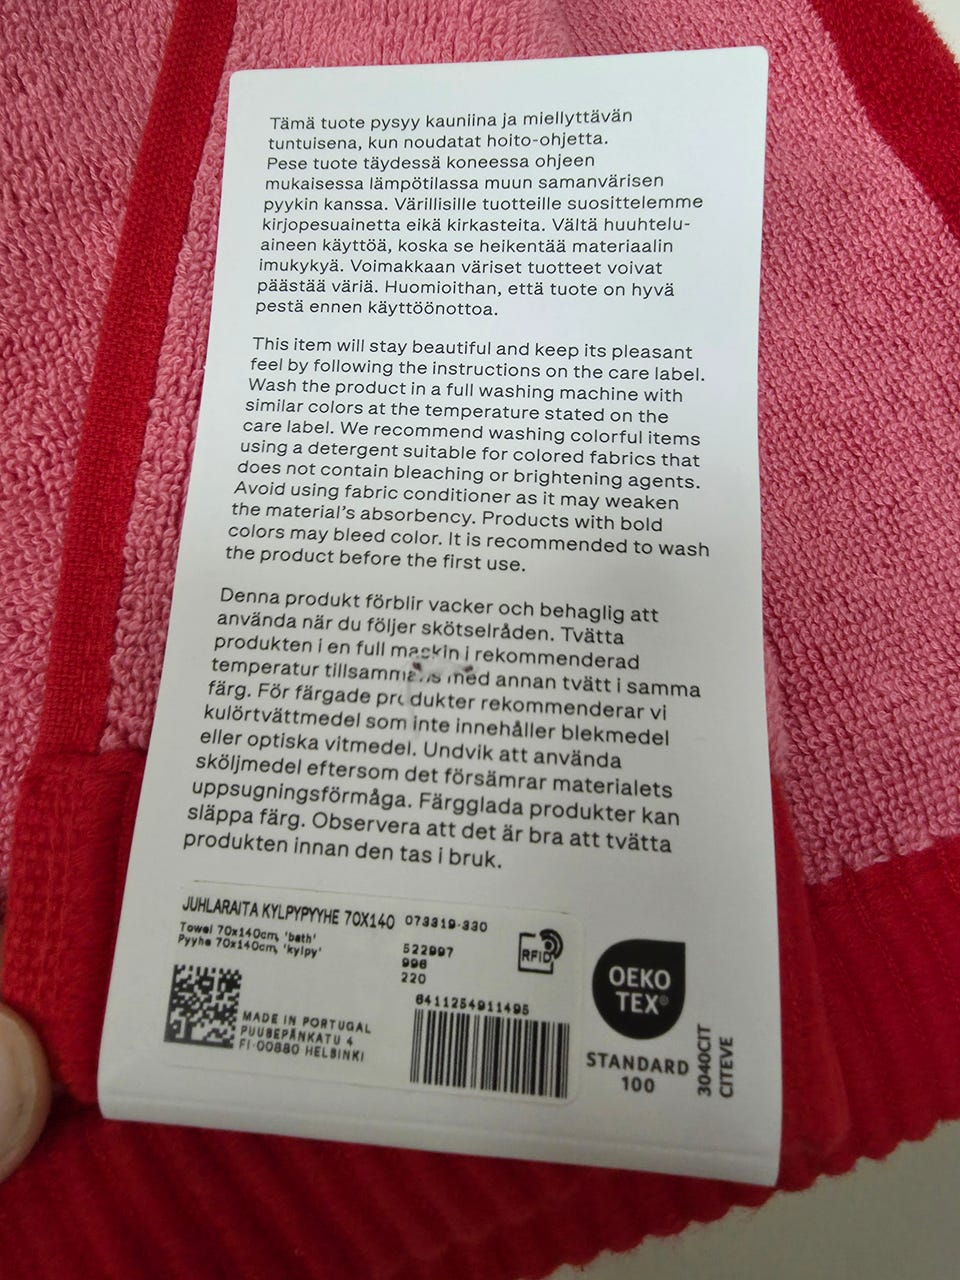 Tämä tuote pysyy kauniina ja miellyttävän
tuntuisena, kun noudatat hoito-ohjetta.
Pese tuote täydessä koneessa ohjeen
mukaisessa lämpötilassa muun samanvärisen
pyykin kanssa. Värillisille tuotteille suosittelemme
kirjopesuainetta eikä kirkasteita. Vältä huuhtelu-
aineen käyttöä, koska se heikentää materiaalin
imukykyä. Voimakkaan väriset tuotteet voivat
päästää väriä. Huomioithan, että tuote on hyvä
pestä ennen käyttöönottoa.
This item will stay beautiful and keep its pleasant
feel by following the instructions on the care label.
Wash the product in a full washing machine with
similar colors at the temperature stated on the
care label. We recommend washing colorful items
using a detergent suitable for colored fabrics that
does not contain bleaching or brightening agents.
Avoid using fabric conditioner as it may weaken
the material's absorbency. Products with bold
colors may bleed color. It is recommended to wash
the product before the first use.
Denna produkt förblir vacker och behaglig att
använda när du följer skötselråden. Tvätta
produkten i en full maskin i rekommenderad
temperatur tillsammans med annan tvätt i samma
färg. För färgade produkter rekommenderar vi
kulörtvättmedel som inte innehåller blekmedel
eller optiska vitmedel. Undvik att använda
sköljmedel eftersom det försämrar materialets
uppsugningsförmåga. Färgglada produkter kan
släppa färg. Observera att det är bra att tvätta
produkten innan den tas i bruk.
JUHLARAITA KYLPYPYYHE 70X140 073319-330
Towel 70x140cm, 'bath'
Pyyhe 70x140cm, 'kylpy'
522997
996
220
RFID
6411254911495
MADE IN PORTUGAL
PUUSEPÄNKATU 4
FI-00880 HELSINKI
OEKO
TEX®
STANDARD
100
3040CIT
CITEVE